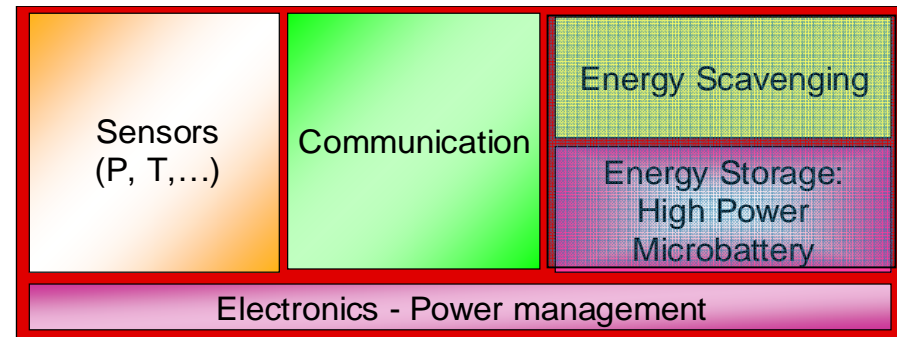 Sensors
(P, T,…)
Communication
Energy Scavenging
Energy Storage:
High Power
Microbattery
Electronics - Power management